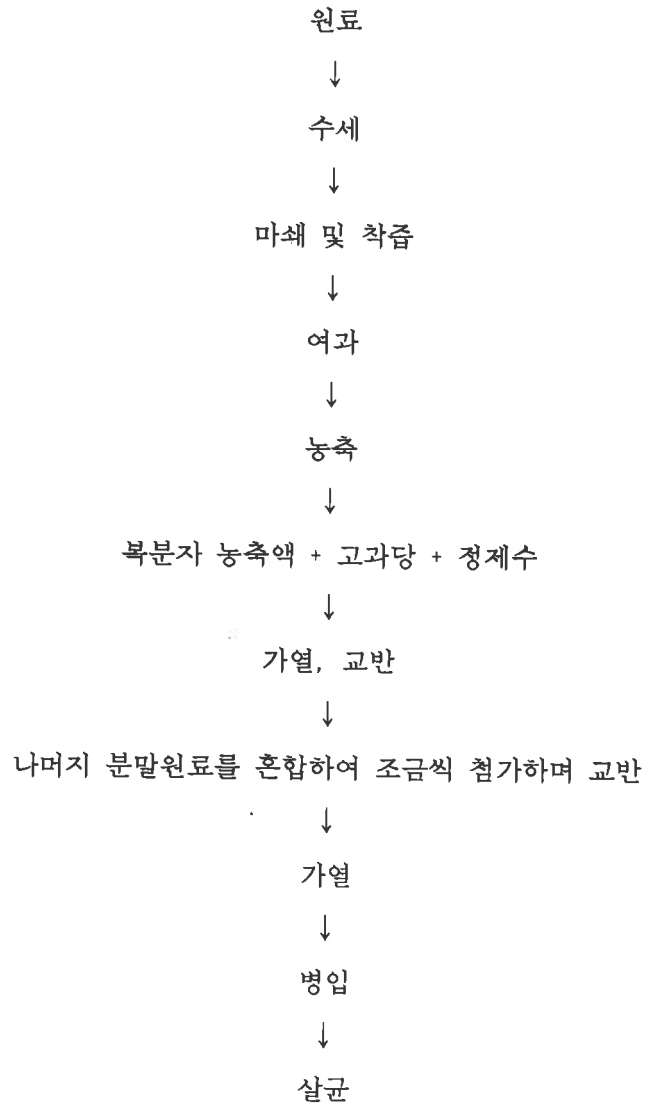 원료
↓
수세
↓
마쇄 및 착즙
↓
여과
↓
농축
↓
복분자 농축액 + 고과당 + 정제수
↓
가열, 교반
↓
나머지 분말원료를 혼합하여 조금씩 첨가하며 교반
↓
가열
↓
병입
↓
살균